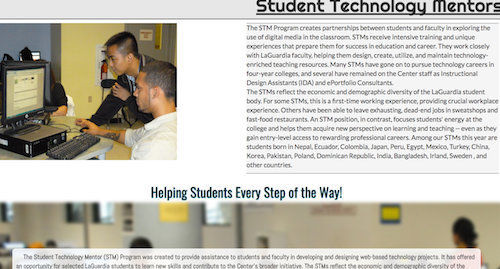 Student Technology Mentors
The STM Program creates partnerships between students and faculty in exploring the
use of digital media in the classroom. STMs receive intensive training and unique
experiences that prepare them for success in education and career. They work closely
with LaGuardia faculty, helping them design, create, utilize, and maintain technology-
enriched teaching resources. Many STMs have gone on to pursue technology careers in
four-year colleges, and several have remained on the Center staff as Instructional
Design Assistants (IDA) and ePortfolio Consultants.
The STMs reflect the economic and demographic diversity of the LaGuardia student
body. For some STMs, this is a first-time working experience, providing crucial workplace
experience. Others have been able to leave exhausting, dead-end jobs in sweatshops and
fast-food restaurants. An STM position, in contrast, focuses students' energy at the
college and helps them acquire new perspective on learning and teaching -- even as they
gain entry-level access to rewarding professional careers. Among our STMs this year are
students born in Nepal, Ecuador, Colombia, Japan, Peru, Egypt, Mexico, Turkey, China,
Korea, Pakistan, Poland, Dominican Republic, India, Bangladesh, Irland, Sweden , and
other countries.
Helping Students Every Step of the Way!
The Student Technology Mentor (STM) Program was created to provide assistance to students and faculty in developing and designing web-based technology projects. It has offered
an opportunity for selected LaGuardia students to learn new skills and contribute to the Center's broader initiative. The STMs reflect the economic and demographic diversity of the